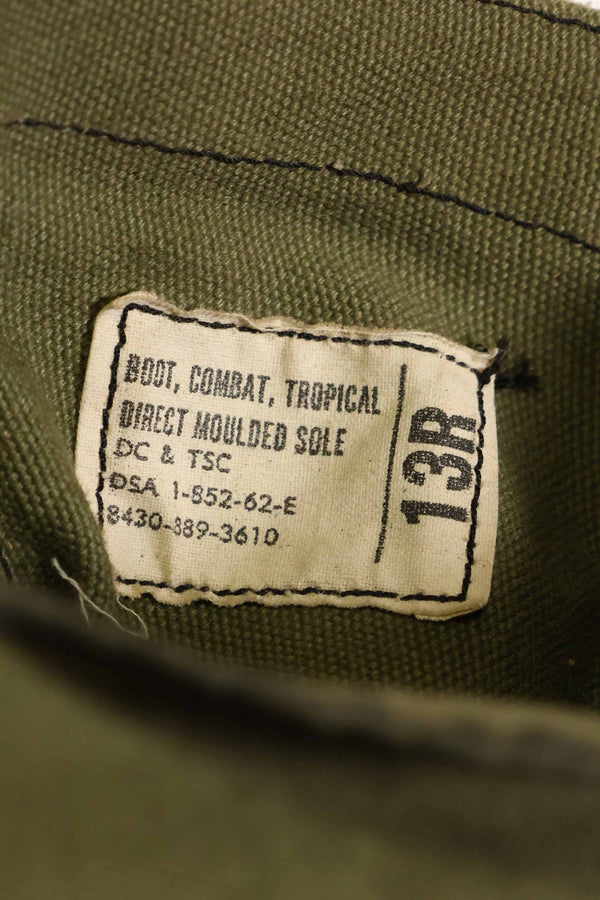 BOOT, COMBAT, TROPICAL
DIRECT MOULDED SOLE
DC & TSC
DSA 1-852-62-E
8430-889-3610
13R